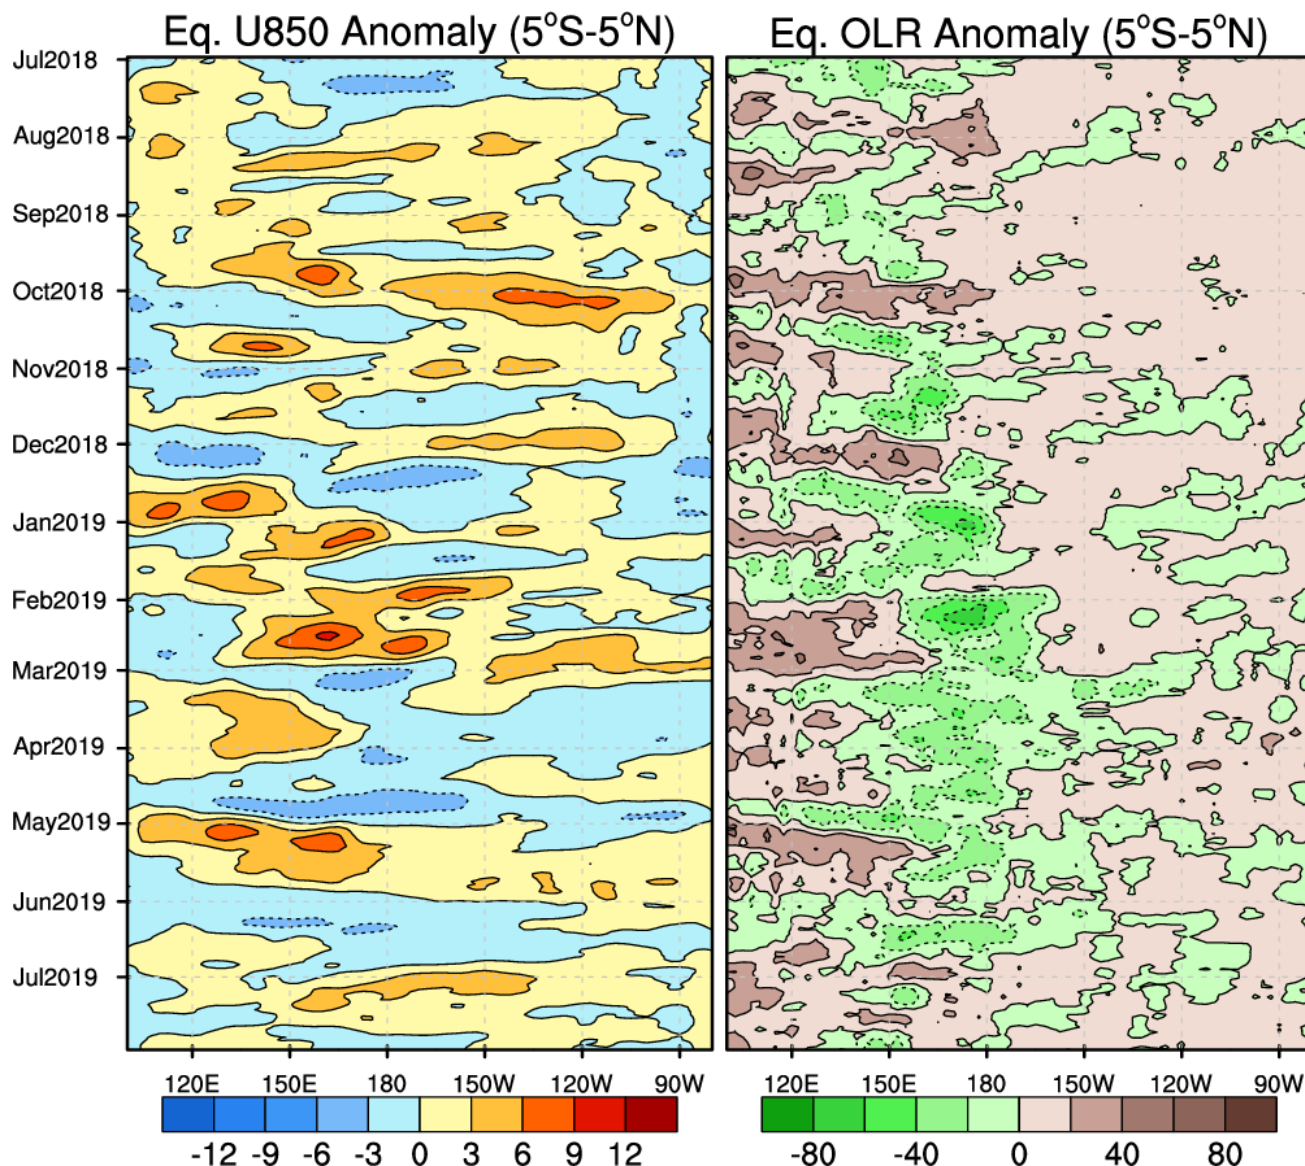 Eq. U850 Anomaly (5°S-5°N)
Eq. OLR Anomaly (5°S-5°N)
Jul2018
Aug2018
Sep2018
Oct2018
Nov2018
Dec2018
Jan2019
Feb2019
Mar2019
Apr2019
May2019
Jun2019
Jul2019
120E 150E 180 150W 120W 90W
120E 150E 180 150W 120W 90W
-12 -9 -6 -3 0 3 6 9 12
-80 -40 0 40 80